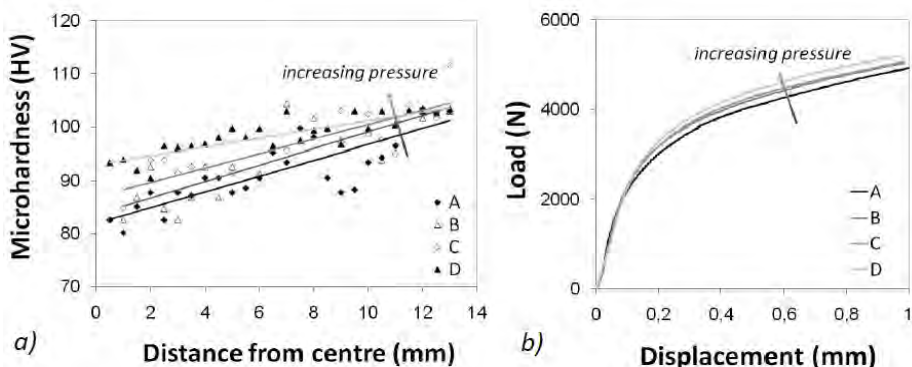 120
110
100
90
80
70
Microhardness (HV)
increasing pressure
A
B
C
D
0 2 4 6 8 10 12 14
Distance from centre (mm)
a)
6000
4000
2000
0
Load (N)
increasing pressure
A
B
C
D
0 0,2 0,4 0,6 0,8 1
Displacement (mm)
b)